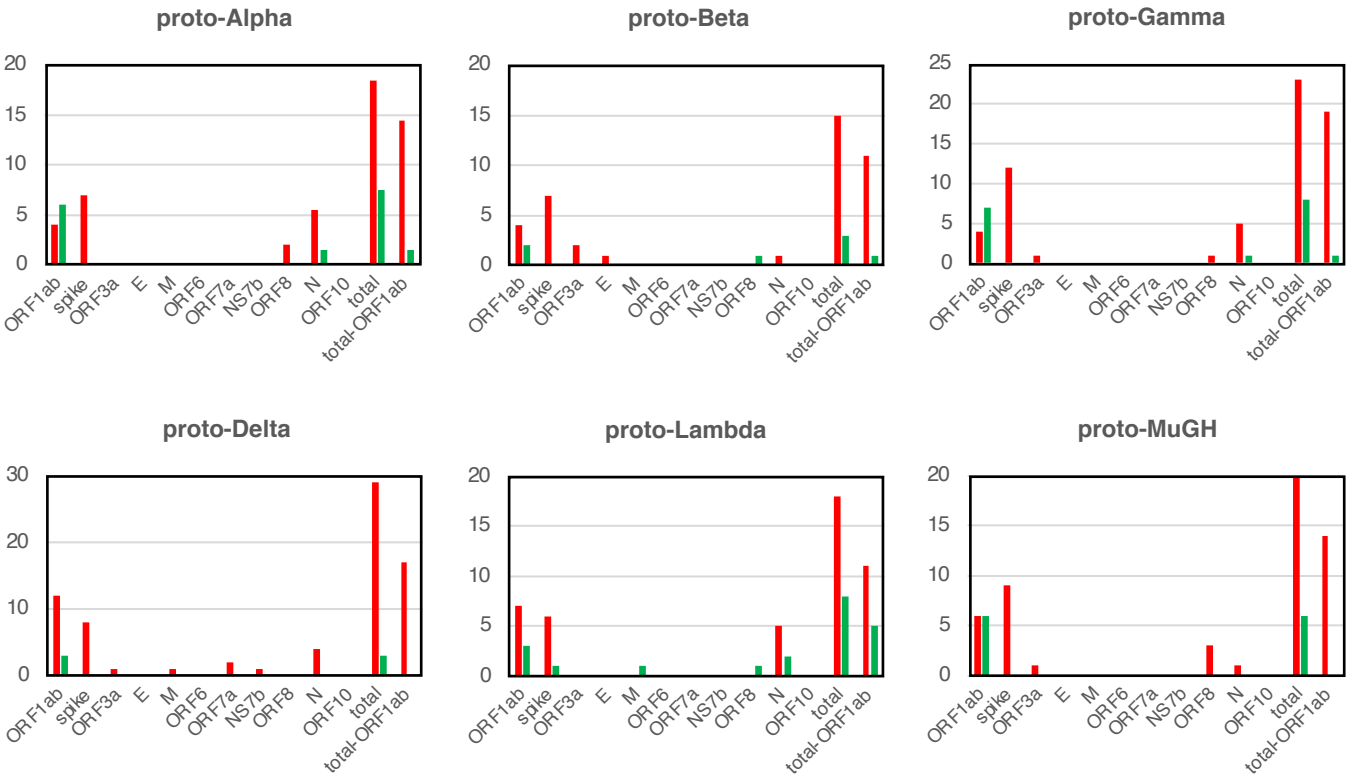 proto-Alpha
20
15
10
5
0
ORF1ab
spike
ORF3a
E
M
ORF6
ORF7a
NS7b
ORF8
N
ORF10
total
total-ORF1ab
proto-Beta
20
15
10
5
0
ORF1ab
spike
ORF3a
E
M
ORF6
ORF7a
NS7b
ORF8
N
ORF10
total
total-ORF1ab
proto-Gamma
25
20
15
10
5
0
ORF1ab
spike
ORF3a
E
M
ORF6
ORF7a
NS7b
ORF8
N
ORF10
total
total-ORF1ab
proto-Delta
30
20
10
0
ORF1ab
spike
ORF3a
E
M
ORF6
ORF7a
NS7b
ORF8
N
ORF10
total
total-ORF1ab
proto-Lambda
20
15
10
5
0
ORF1ab
spike
ORF3a
E
M
ORF6
ORF7a
NS7b
ORF8
N
ORF10
total
total-ORF1ab
proto-MuGH
20
15
10
5
0
ORF1ab
spike
ORF3a
E
M
ORF6
ORF7a
NS7b
ORF8
N
ORF10
total
total-ORF1ab